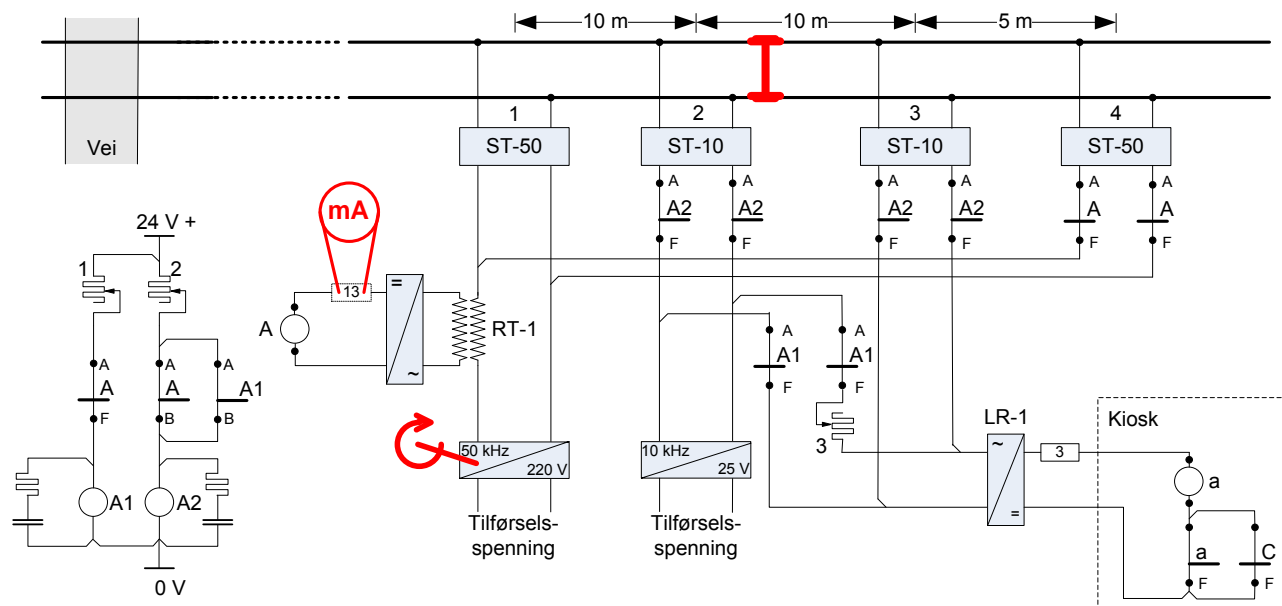 10 m 10 m 5 m
Vei
1 2 3 4
ST-50 ST-10 ST-10 ST-50
A A A A A A
A2 A2 A2 A2 A A
F F F F F F
mA
24 V +
1 2
13
A
=
~
RT-1
A A A
A A A1
F B B
A A
A1 A1
F F
3
LR-1
Kiosk
50 kHz
220 V
10 kHz
25 V
~
=
3
a
A1 A2
Tilførsels-
spenning
Tilførsels-
spenning
a C
F F
0 V